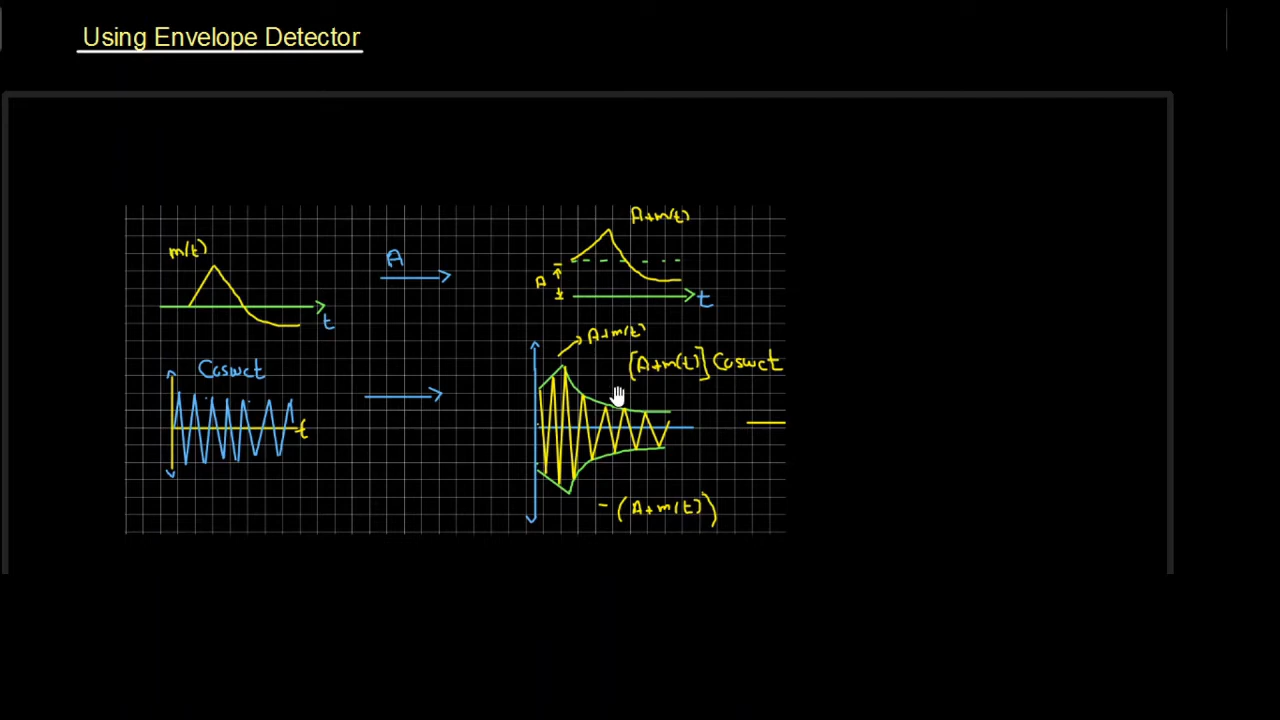 Using Envelope Detector
A+m(t)
m(t)
A
A
t
t
A+m(t)
[A+m(t)] Coswct
Coswct
t
-(A+m(t))